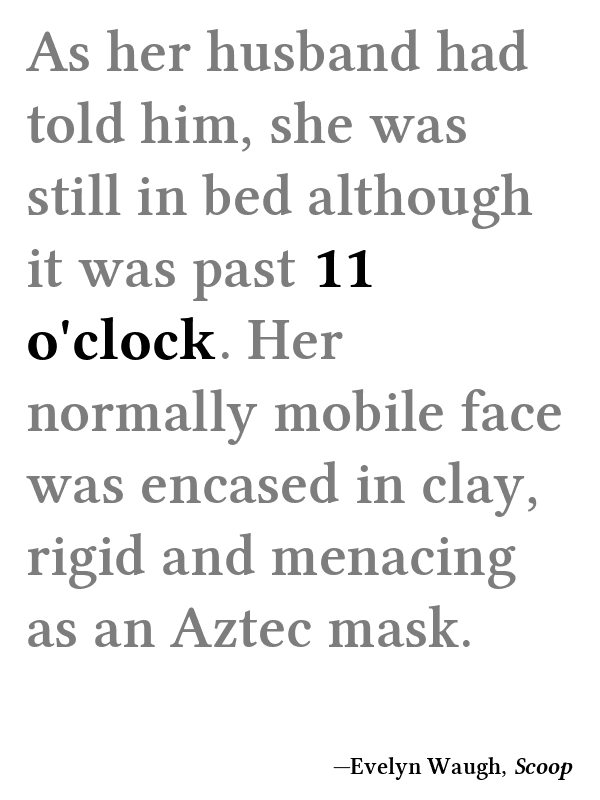 As her husband had
told him, she was
still in bed although
it was past 11
o'clock. Her
normally mobile face
was encased in clay,
rigid and menacing
as an Aztec mask.
—Evelyn Waugh, Scoop